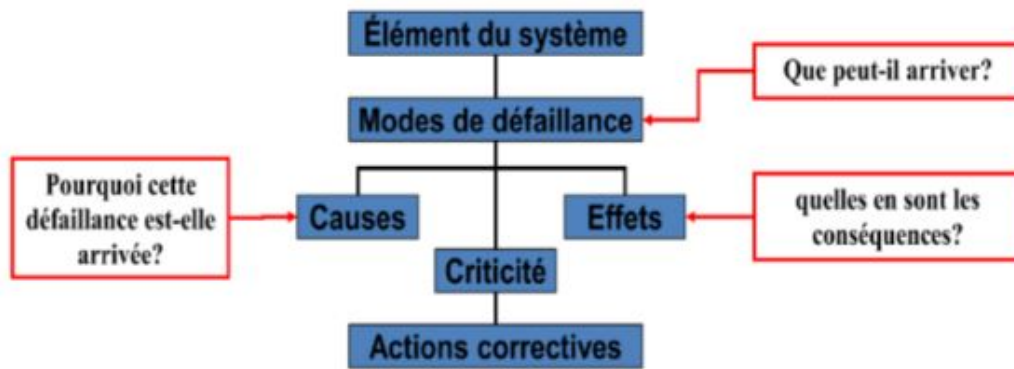 Élément du système
Que peut-il arriver?
Modes de défaillance
Pourquoi cette
défaillance est-elle
arrivée?
Causes
Effets
quelles en sont les
conséquences?
Criticité
Actions correctives